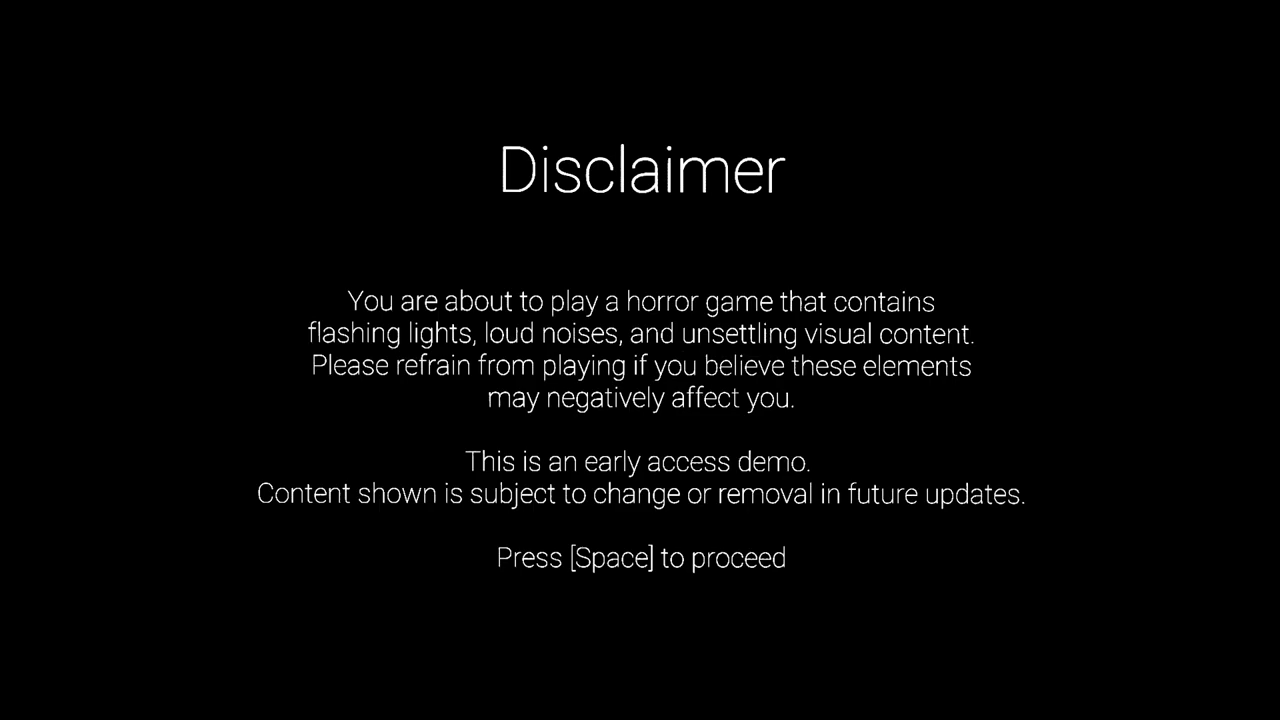 Disclaimer
You are about to play a horror game that contains
flashing lights, loud noises, and unsettling visual content.
Please refrain from playing if you believe these elements
may negatively affect you.
This is an early access demo.
Content shown is subject to change or removal in future updates.
Press [Space] to proceed